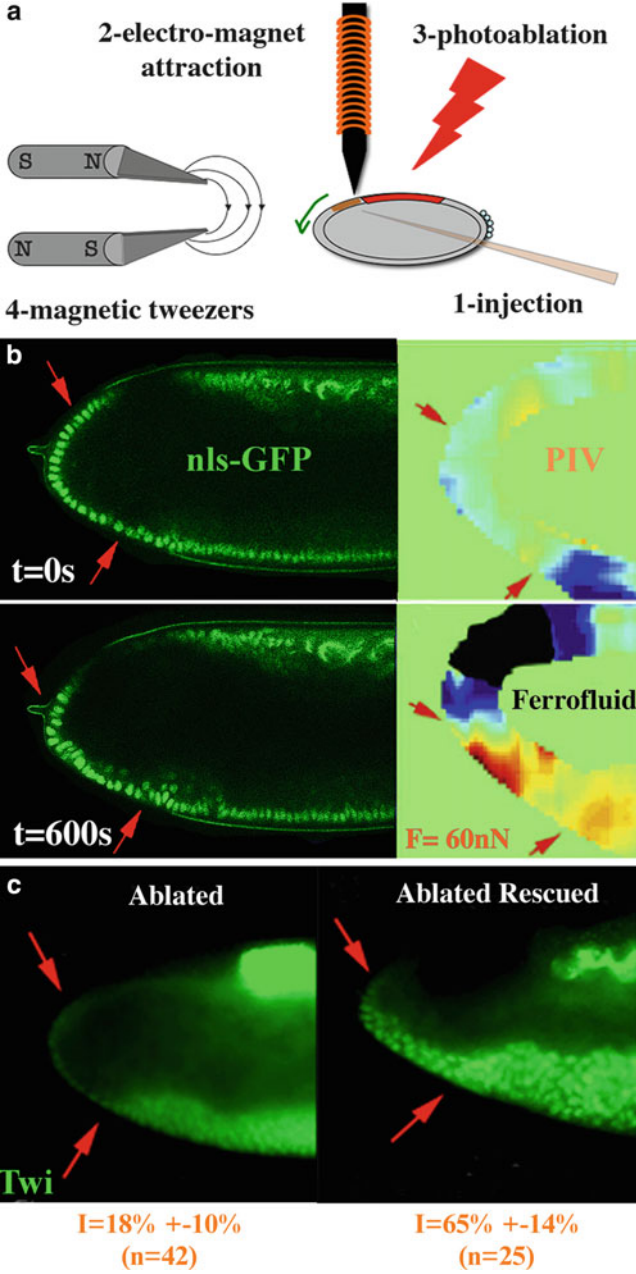 a
2-electro-magnet
attraction
3-photoablation
S N
N S
4-magnetic tweezers
1-injection
b
nls-GFP
PIV
t=0s
Ferrofluid
t=600s
F= 60nN
c
Ablated
Ablated Rescued
Twi
I=18% +-10%
(n=42)
I=65% +-14%
(n=25)